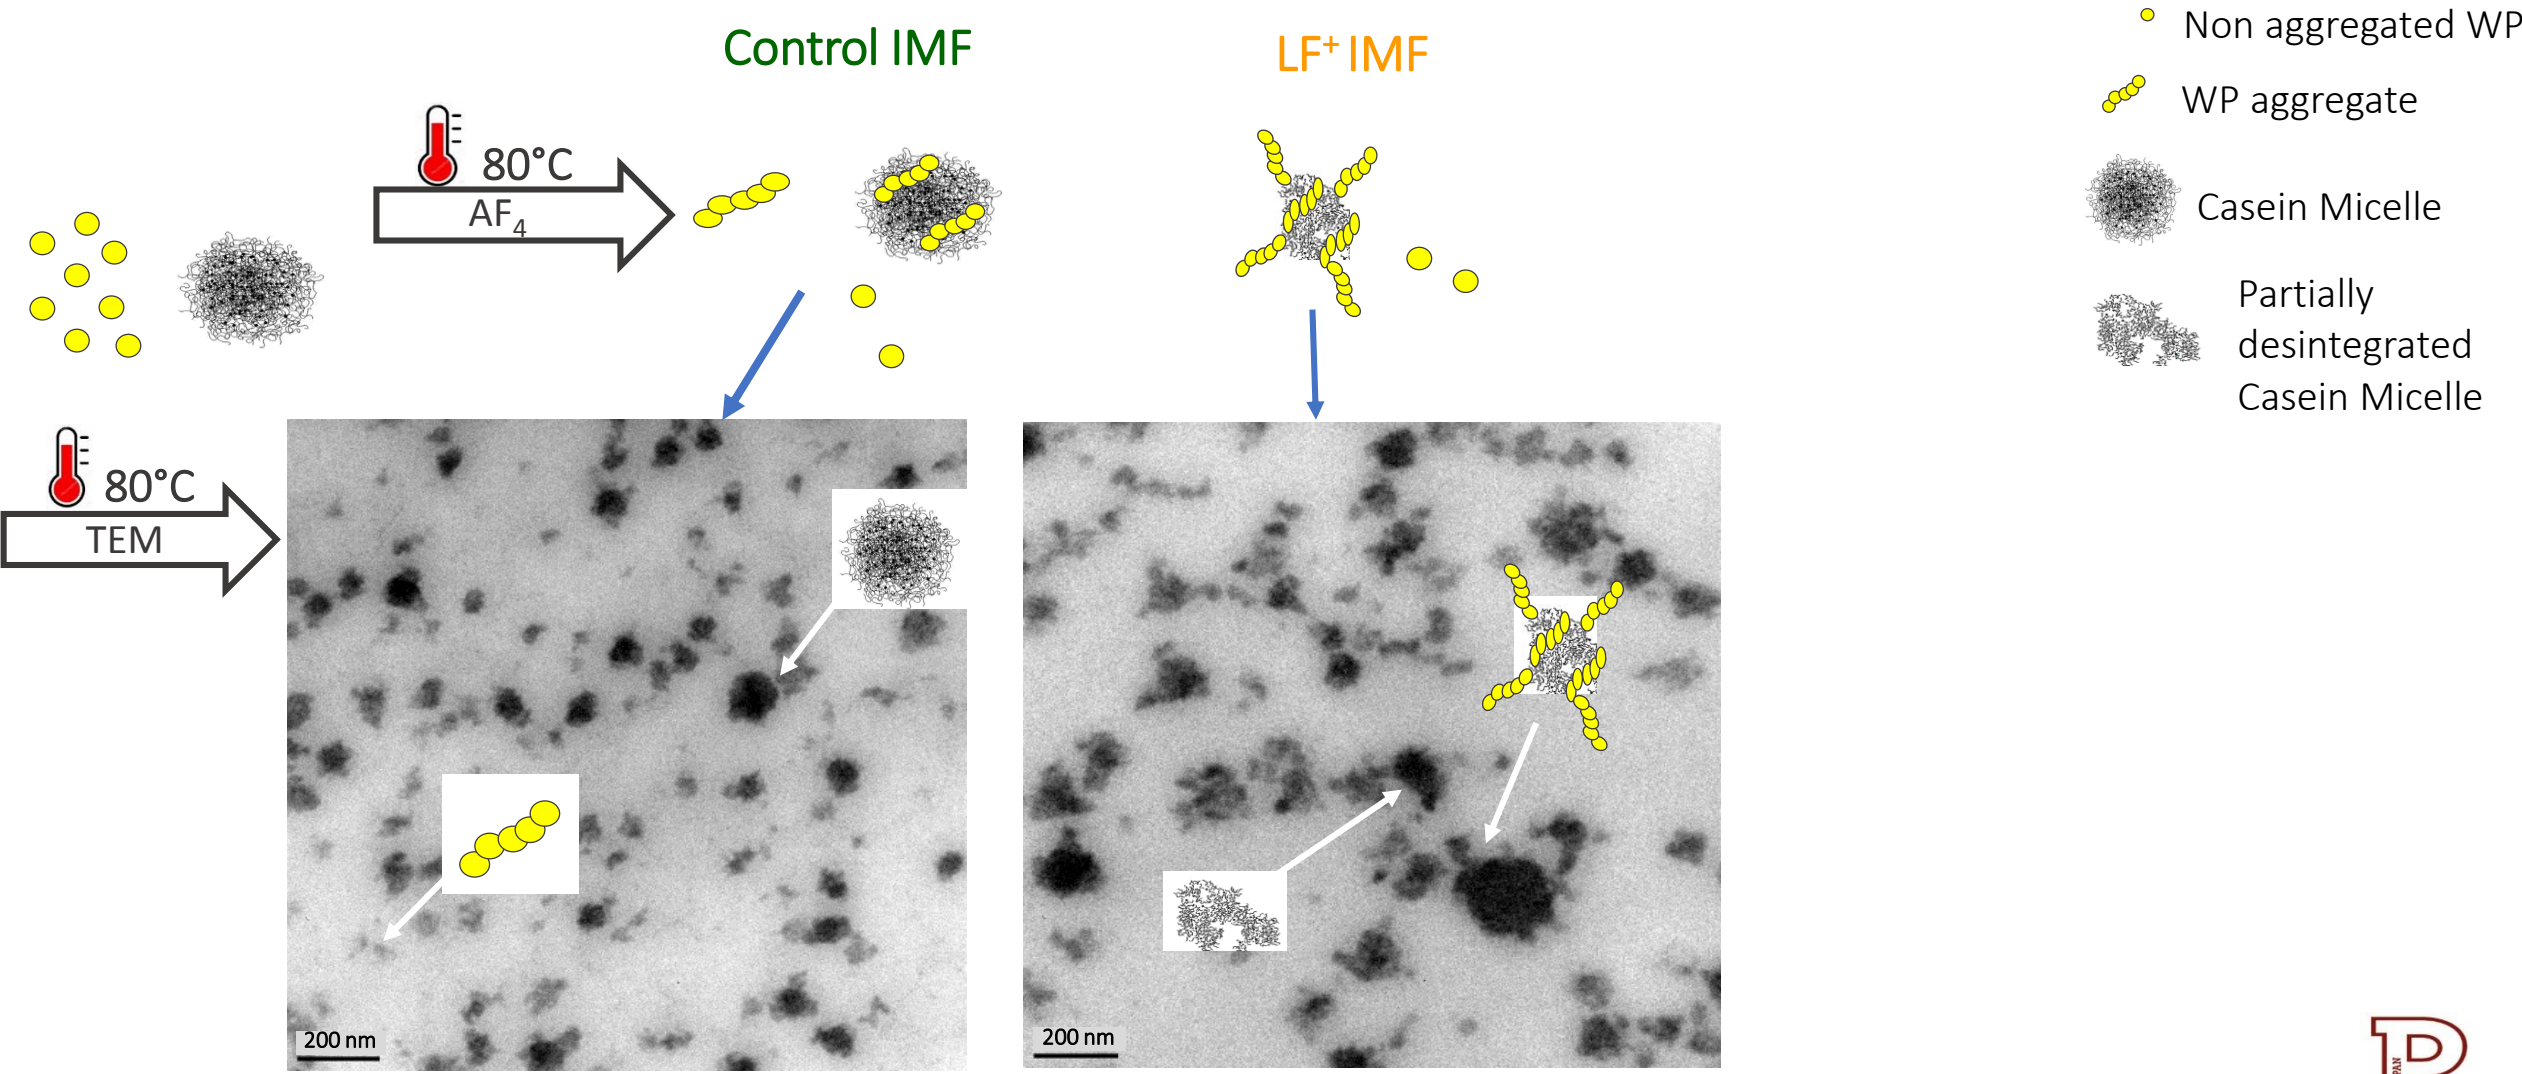 Control IMF
LF+ IMF
80°C
AF4
Non aggregated WP
WP aggregate
Casein Micelle
Partially
desintegrated
Casein Micelle
80°C
TEM
200 nm
200 nm